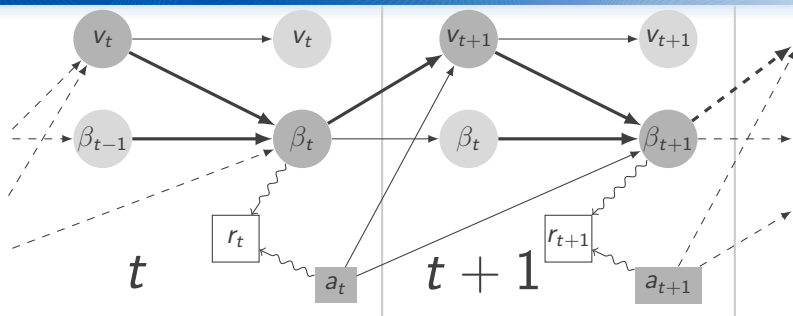 v_t v_t v_{t+1} v_{t+1}
β_{t−1} β_t β_t β_{t+1}
r_t r_{t+1}
t t + 1
a_t a_{t+1}